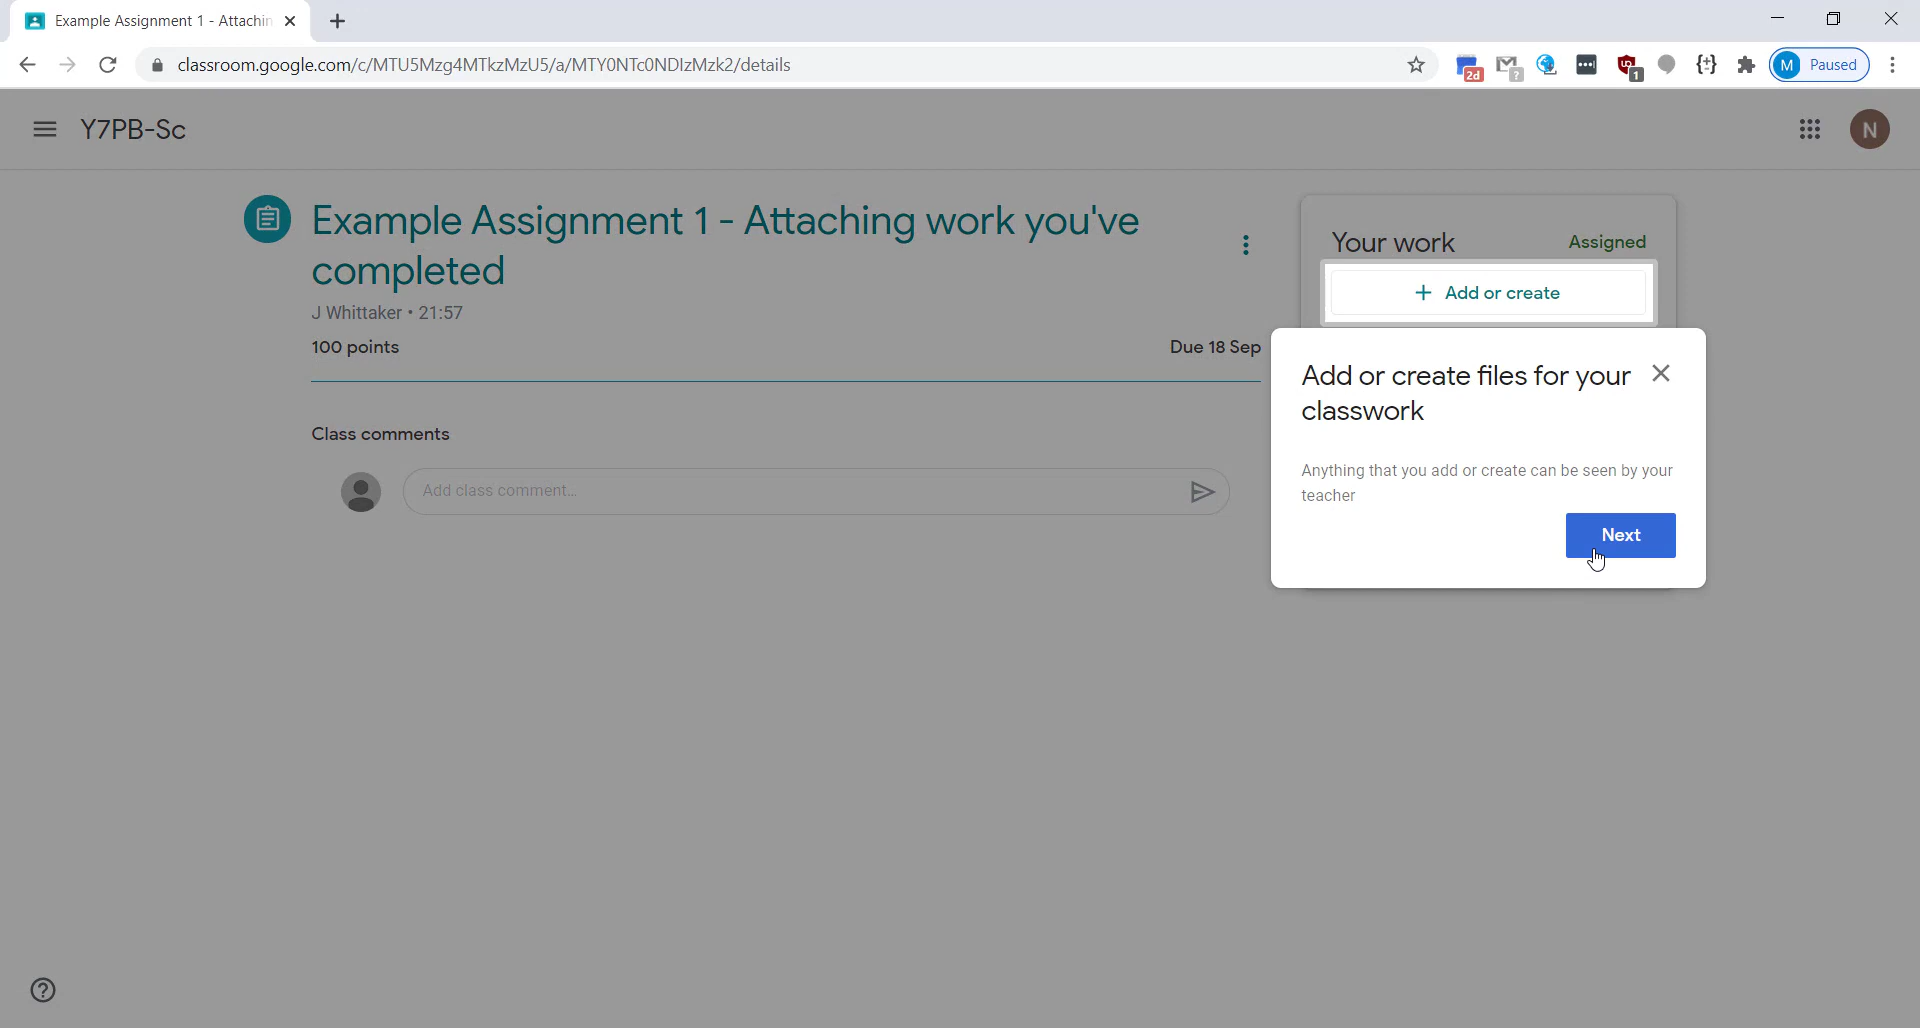 Example Assignment 1 - Attachin
classroom.google.com/c/MTU5Mzg4MTkzMzU5/a/MTY0NTc0NDIzMzk2/details
2d
?
1
M Paused
Y7PB-Sc
N
Example Assignment 1 - Attaching work you've
completed
J Whittaker • 21:57
100 points
Due 18 Sep
Class comments
Add class comment...
Your work
Assigned
+ Add or create
Add or create files for your
classwork
Anything that you add or create can be seen by your
teacher
Next